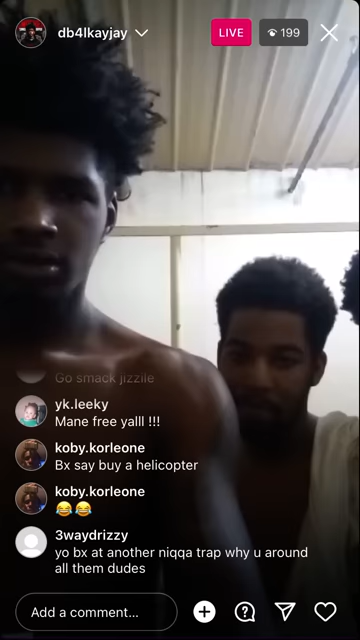 db4lkayjay
LIVE
199
Go smack jizzile
yk.leeky
Mane free yalll !!!
koby.korleone
Bx say buy a helicopter
koby.korleone
😂😂
3waydrizzy
yo bx at another niqqa trap why u around
all them dudes
Add a comment...